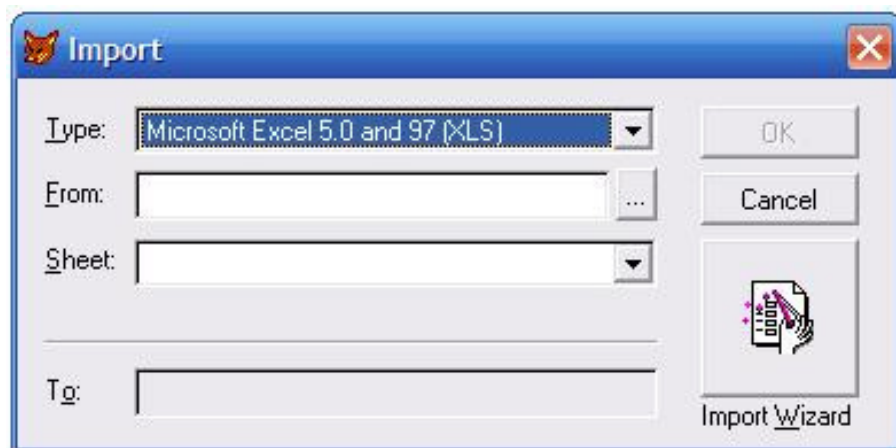 Import
Type: Microsoft Excel 5.0 and 97 (XLS) OK
From: ... Cancel
Sheet:
To:
Import Wizard